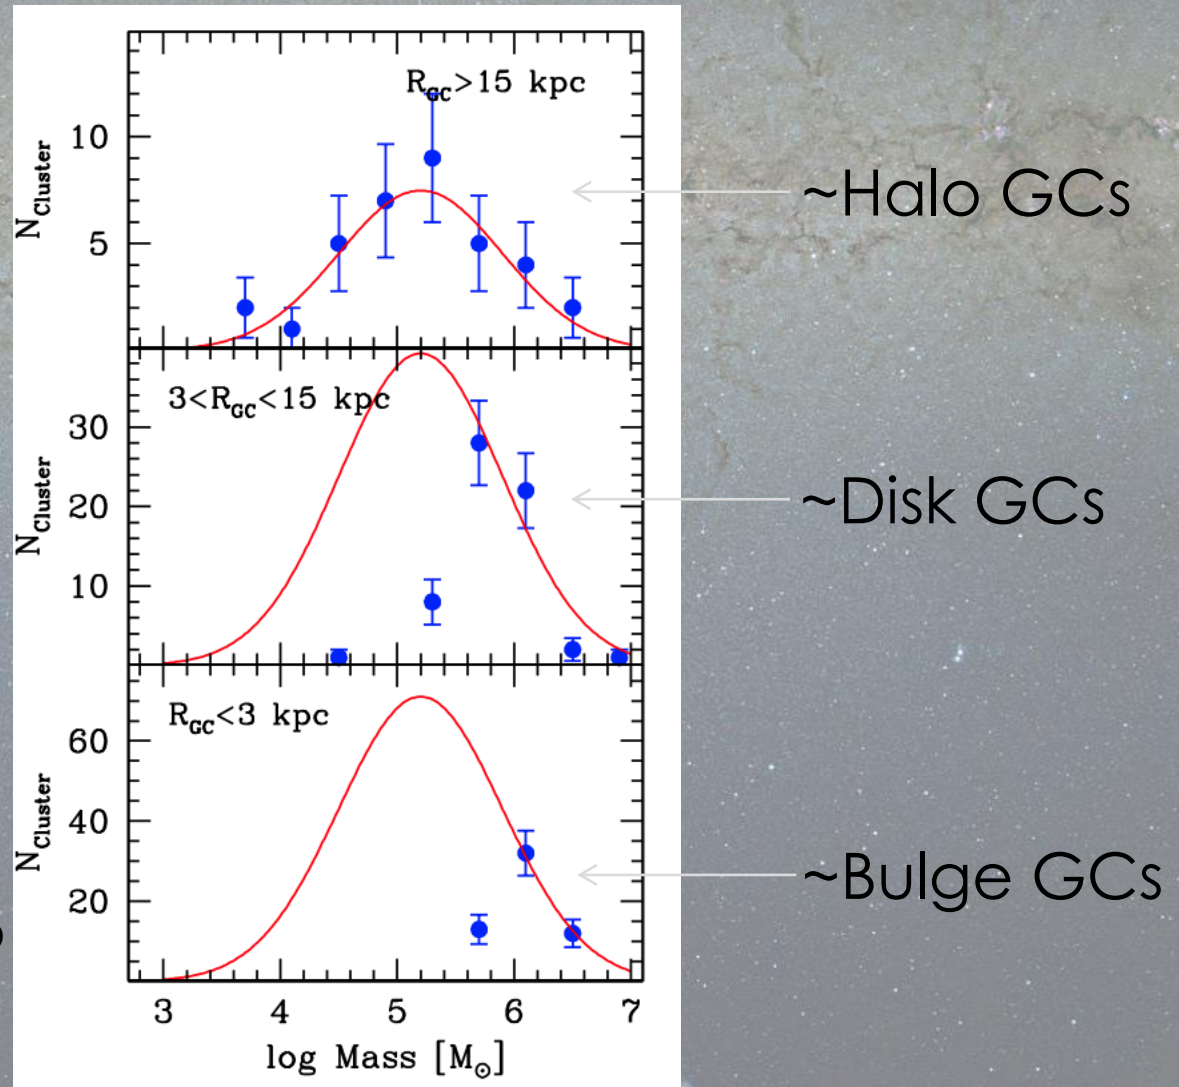 R_GC>15 kpc
10
5
N_Cluster
~Halo GCs
3<R_GC<15 kpc
30
20
10
N_Cluster
~Disk GCs
R_GC<3 kpc
60
40
20
N_Cluster
~Bulge GCs
3 4 5 6 7
log Mass [M_⊙]